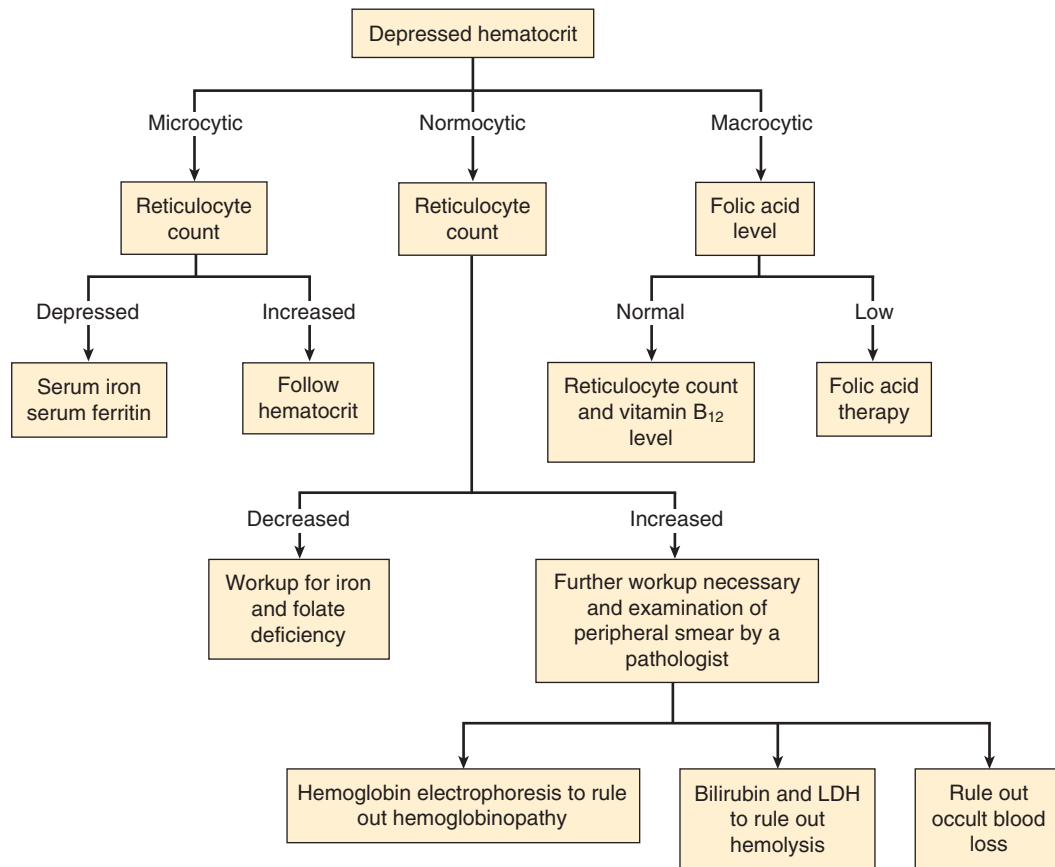 Depressed hematocrit
Microcytic
Normocytic
Macrocytic
Reticulocyte
count
Reticulocyte
count
Folic acid
level
Depressed
Increased
Normal
Low
Serum iron
serum ferritin
Follow
hematocrit
Reticulocyte count
and vitamin B₁₂
level
Folic acid
therapy
Decreased
Increased
Workup for iron
and folate
deficiency
Further workup necessary
and examination of
peripheral smear by a
pathologist
Hemoglobin electrophoresis to rule
out hemoglobinopathy
Bilirubin and LDH
to rule out
hemolysis
Rule out
occult blood
loss